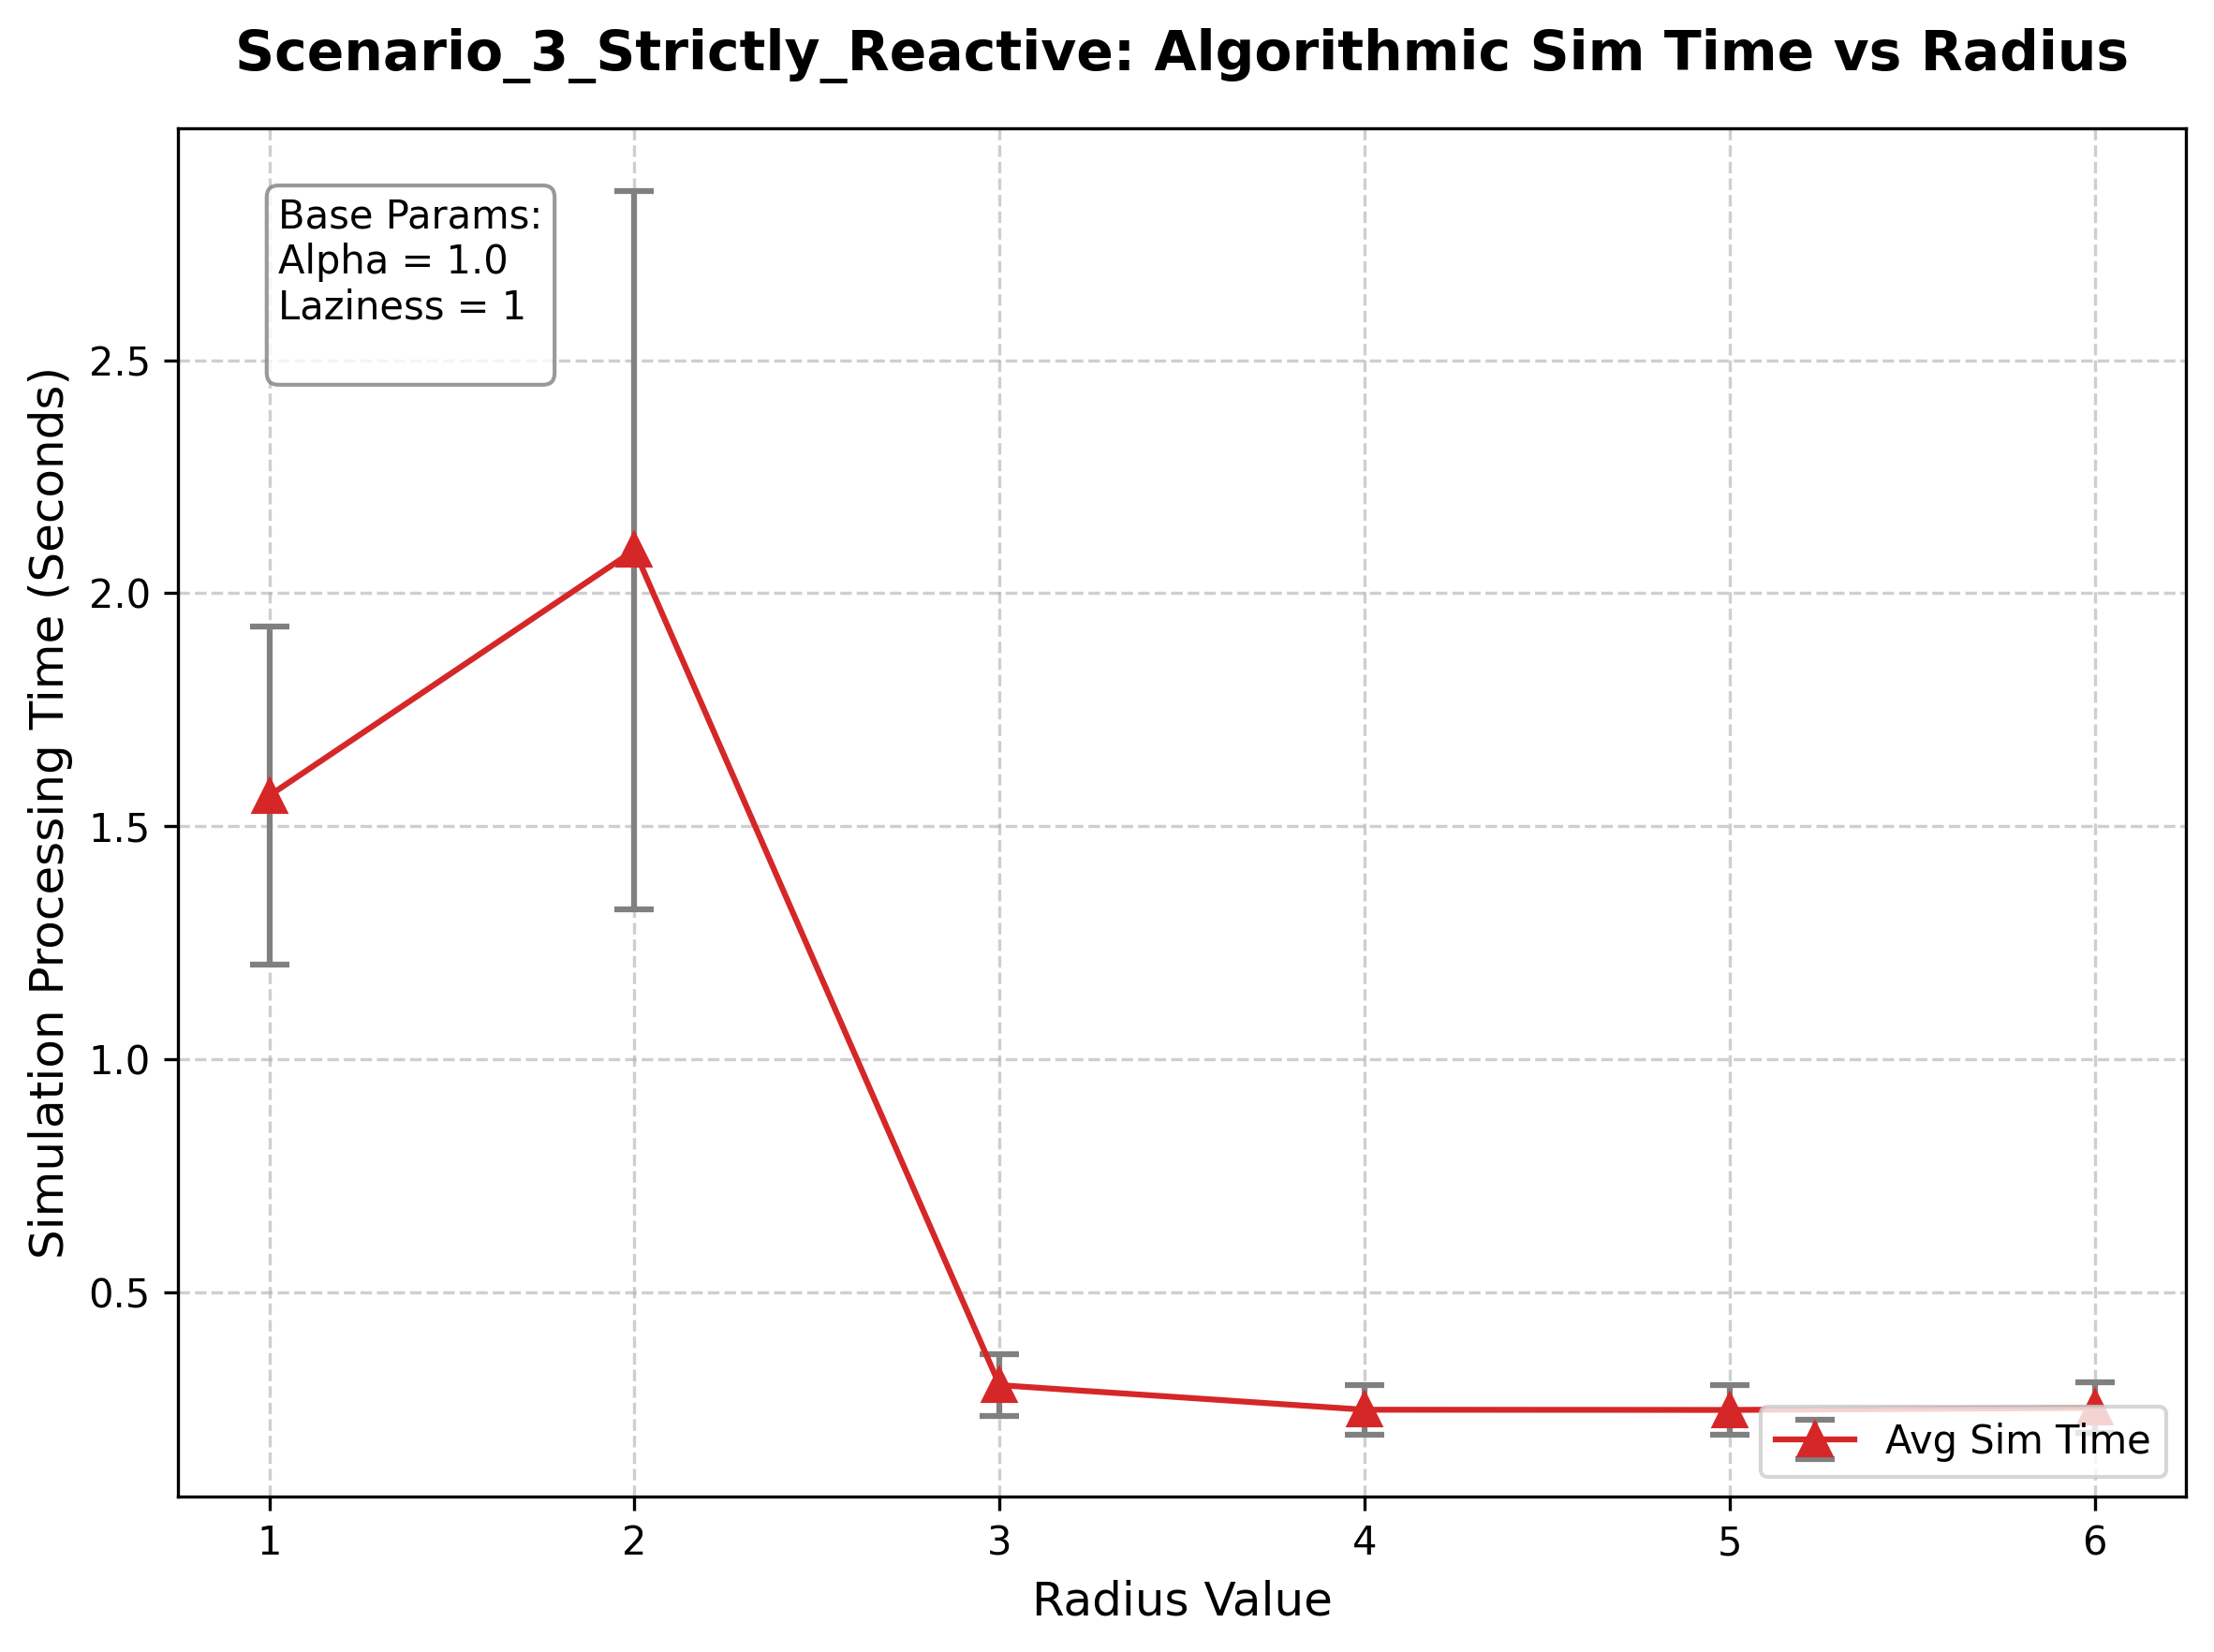 Scenario_3_Strictly_Reactive: Algorithmic Sim Time vs Radius
Base Params:
Alpha = 1.0
Laziness = 1
Simulation Processing Time (Seconds)
2.5
2.0
1.5
1.0
0.5
Avg Sim Time
1 2 3 4 5 6
Radius Value